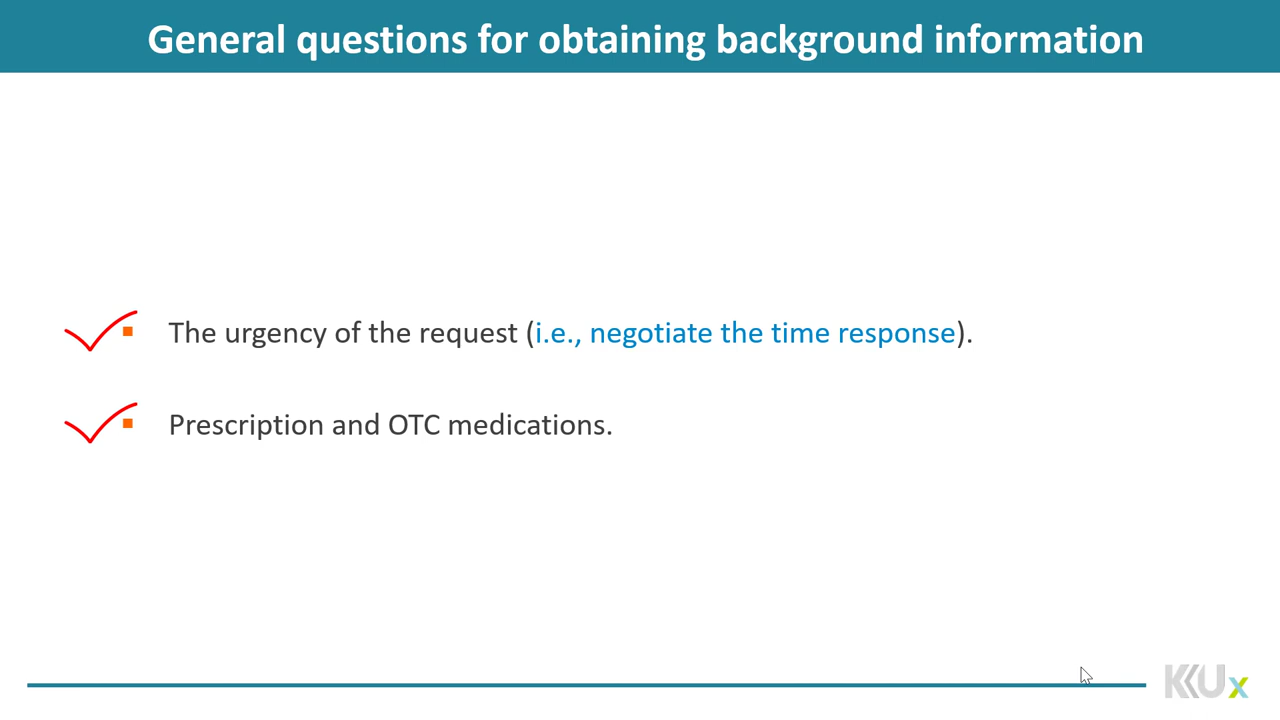 General questions for obtaining background information
The urgency of the request (i.e., negotiate the time response).
Prescription and OTC medications.
KKUx